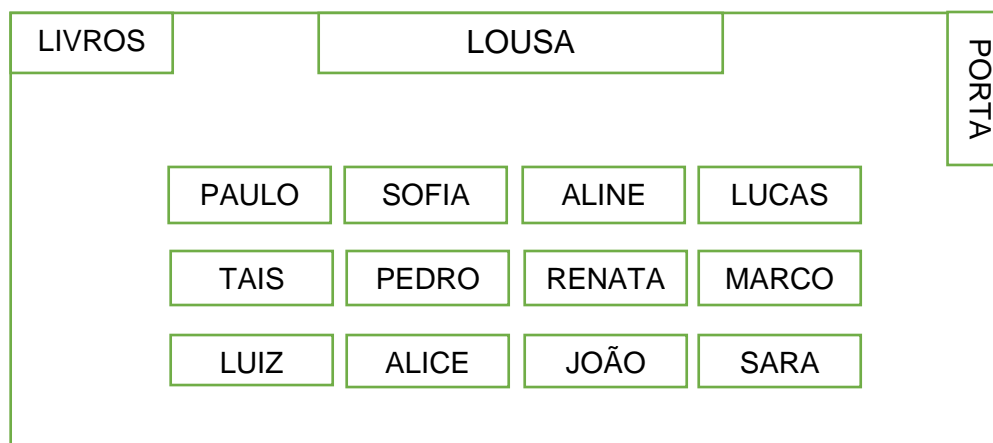 LIVROS
LOUSA
PORTA
PAULO SOFIA ALINE LUCAS
TAIS PEDRO RENATA MARCO
LUIZ ALICE JOÃO SARA